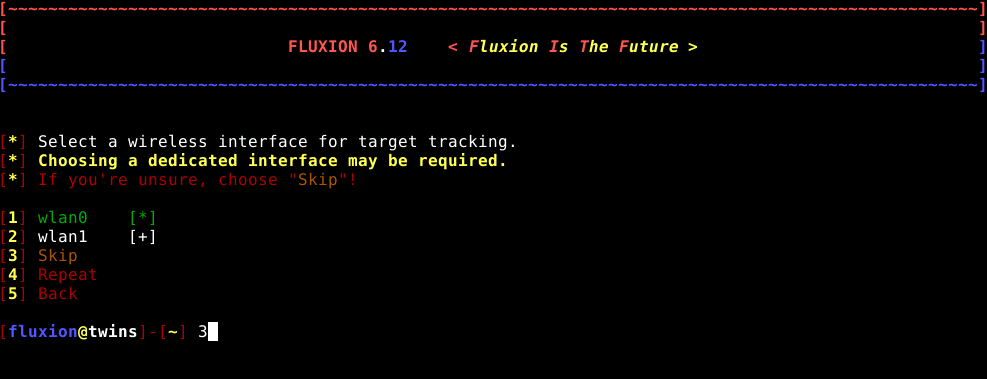 [~~~~~~~~~~~~~~~~~~~~~~~~~~~~~~~~~~~~~~~~~~~~~~~~~~~~~~~~~~~~~~~~~~~~~~~~~~~~~~~~~~~~~~~~~~~~~~~~~]
[ ]
[ FLUXION 6.12 < Fluxion Is The Future > ]
[ ]
[~~~~~~~~~~~~~~~~~~~~~~~~~~~~~~~~~~~~~~~~~~~~~~~~~~~~~~~~~~~~~~~~~~~~~~~~~~~~~~~~~~~~~~~~~~~~~~~~~]
[*] Select a wireless interface for target tracking.
[*] Choosing a dedicated interface may be required.
[*] If you're unsure, choose "Skip"!
[1] wlan0 [*]
[2] wlan1 [+]
[3] Skip
[4] Repeat
[5] Back
[fluxion@twins]-[~] 3